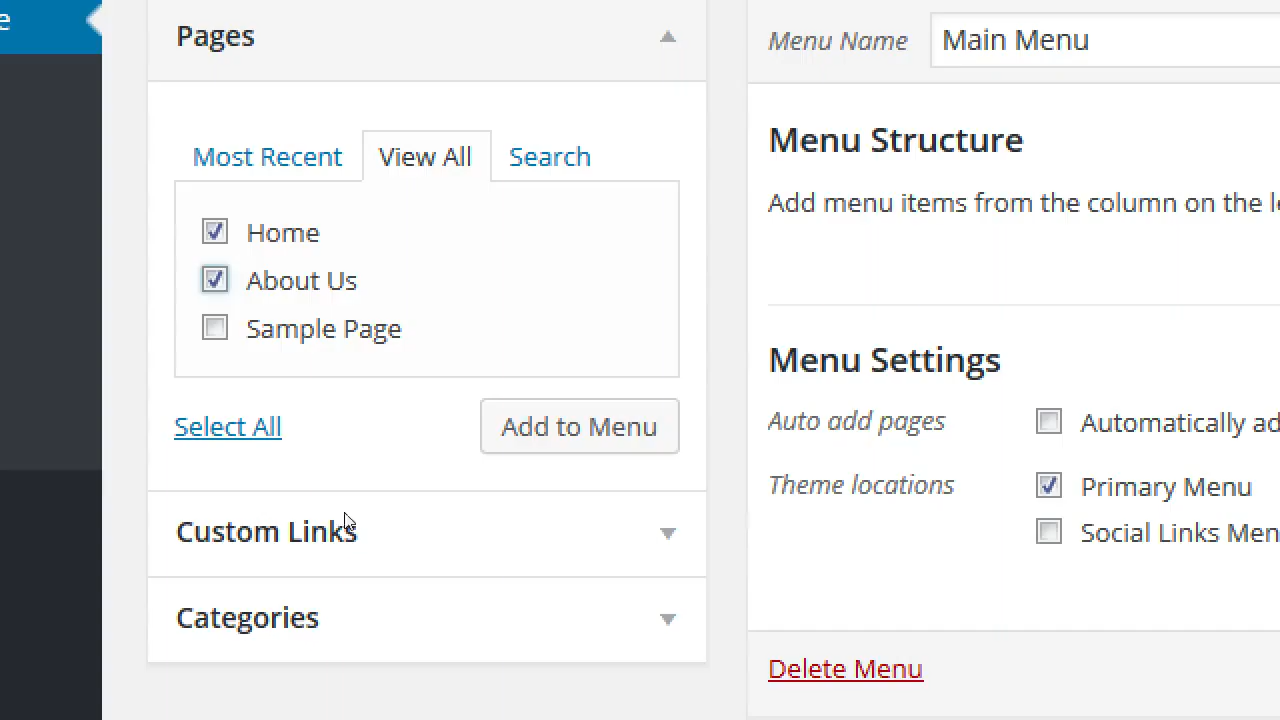 e
Pages
Most Recent
View All
Search
Home
About Us
Sample Page
Select All
Add to Menu
Custom Links
Categories
Menu Name
Main Menu
Menu Structure
Add menu items from the column on the le
Menu Settings
Auto add pages
Automatically ad
Theme locations
Primary Menu
Social Links Men
Delete Menu